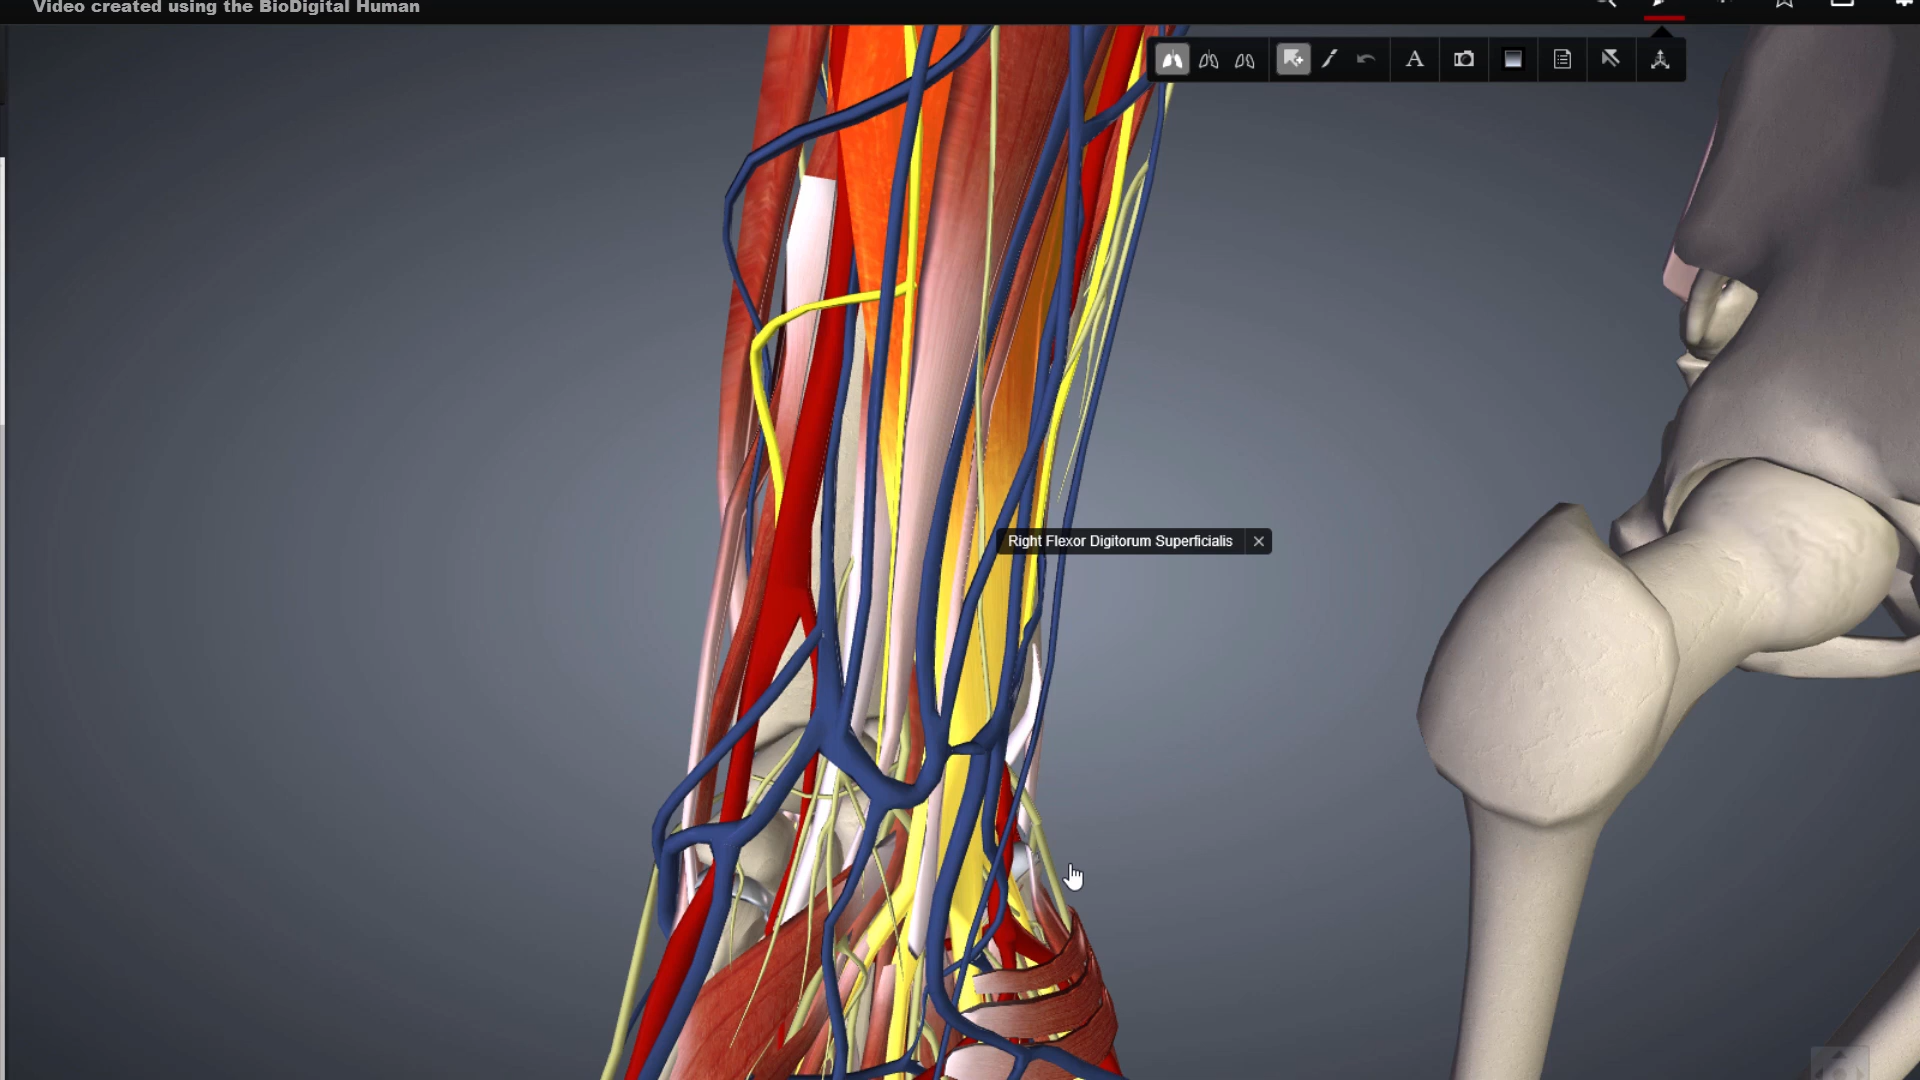 Video created using the BioDigital Human
A
Right Flexor Digitorum Superficialis ×